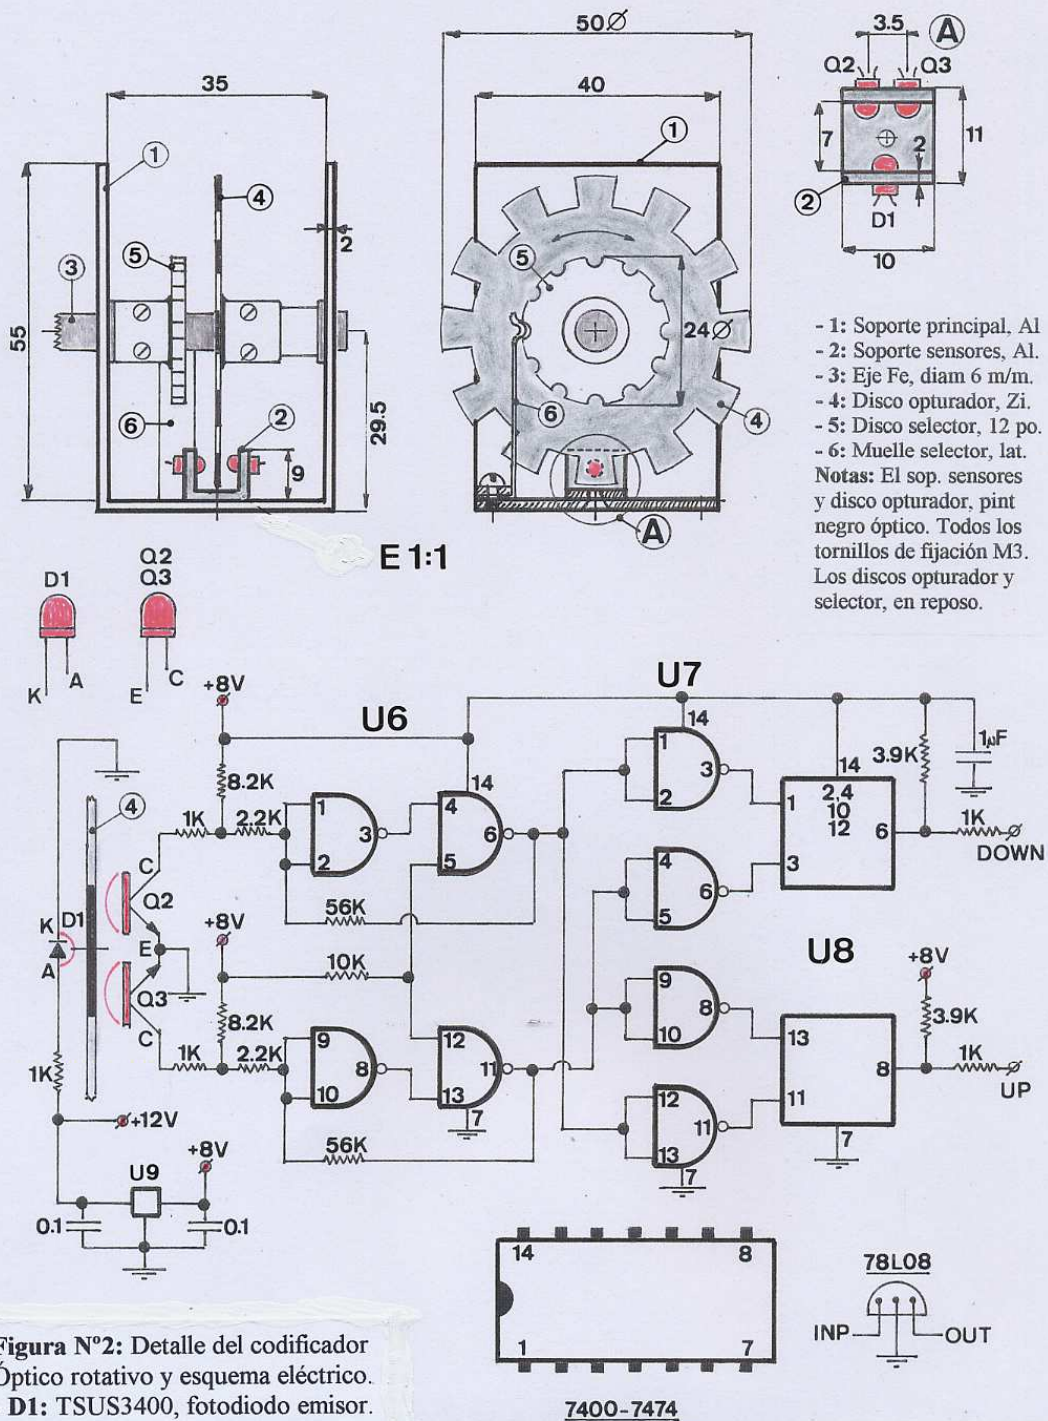 50Ø
35
40
1
1
4
5
3
2
55
6
2
9
29.5
5
24Ø
6
4
A
E 1:1
3.5
A
Q2
Q3
7
2
11
2
D1
10
- 1: Soporte principal, Al
- 2: Soporte sensores, Al.
- 3: Eje Fe, diam 6 m/m.
- 4: Disco opturador, Zi.
- 5: Disco selector, 12 po.
- 6: Muelle selector, lat.
Notas: El sop. sensores
y disco opturador, pint
negro óptico. Todos los
tornillos de fijación M3.
Los discos opturador y
selector, en reposo.
D1
K
A
Q2
Q3
E
C
+8V
U6
U7
14
8.2K
4
1K
2.2K
1
2
3
4
5
6
14
1
2
3
14
2,4
10
12
1
3
6
3.9K
1µF
1K
DOWN
C
Q2
K
D1
A
E
Q3
C
56K
+8V
10K
4
5
6
U8
+8V
8.2K
1K
2.2K
9
10
8
12
13
11
7
9
10
8
13
11
8
7
3.9K
1K
UP
1K
+12V
56K
12
13
11
7
U9
+8V
0.1
0.1
14
8
1
7
7400-7474
78L08
INP
OUT
Figura Nº2: Detalle del codificador
Óptico rotativo y esquema eléctrico.
D1: TSUS3400, fotodiodo emisor.